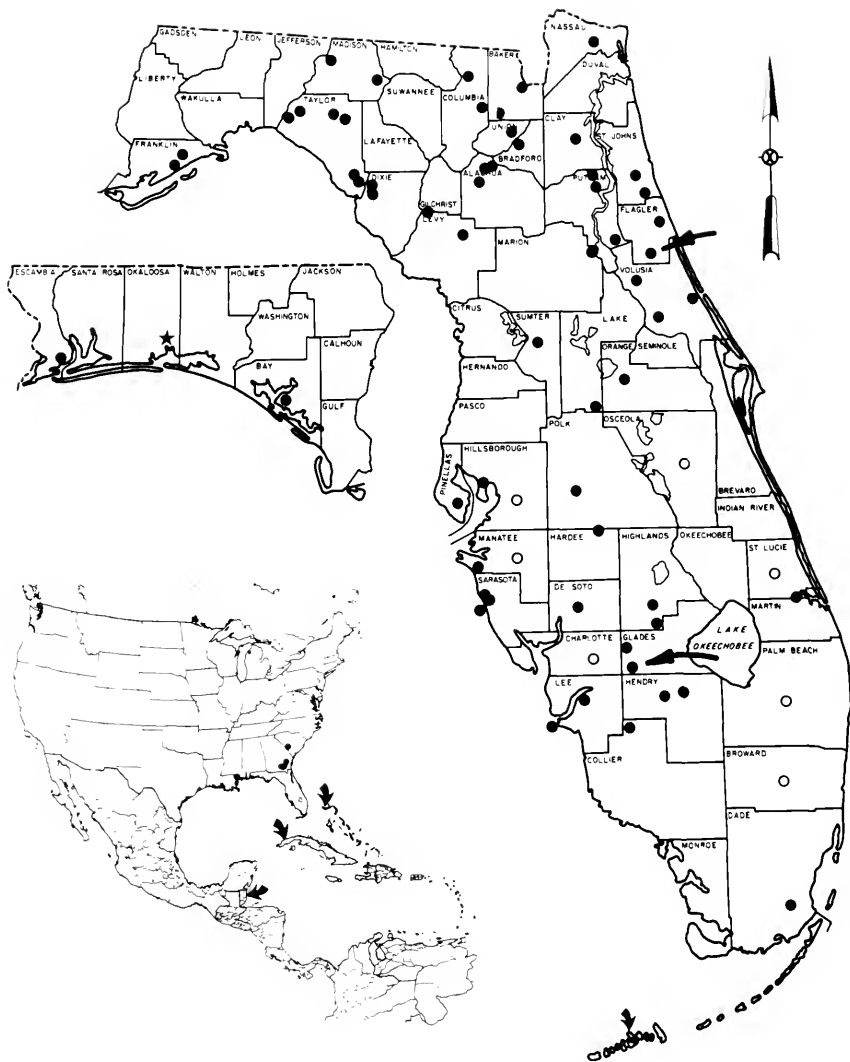 NASSAU
GADSDEN
LEON
JEFFERSON
MADISON
HAMILTON
BAKER
DUVAL
LIBERTY
WAKULLA
TAYLOR
SUWANNEE
COLUMBIA
UNION
CLAY
ST JOHNS
FRANKLIN
LAFAYETTE
BRADFORD
DIXIE
ALACHUA
PUTNAM
GILCHRIST
FLAGLER
LEVY
MARION
VOLUSIA
ESCAMBIA
SANTA ROSA
OKALOOSA
WALTON
HOLMES
JACKSON
WASHINGTON
CALHOUN
BAY
GULF
CITRUS
SUMTER
LAKE
ORANGE
SEMINOLE
HERNANDO
PASCO
POLK
OSCEOLA
PINELLAS
HILLSBOROUGH
BREVARD
INDIAN RIVER
MANATEE
HARDEE
HIGHLANDS
OKEECHOBEE
ST LUCIE
SARASOTA
DE SOTO
MARTIN
CHARLOTTE
GLADES
LAKE
OKEECHOBEE
PALM BEACH
LEE
HENDRY
BROWARD
COLLIER
DADE
MONROE